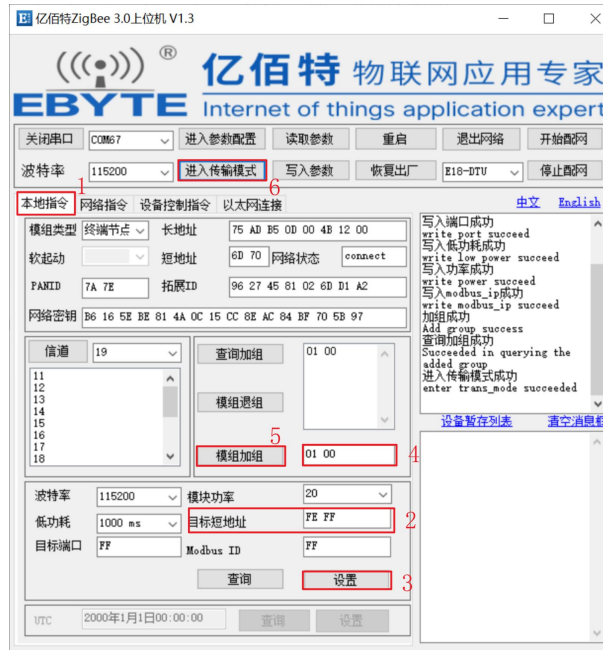 亿佰特ZigBee 3.0上位机 V1.3
®
亿佰特 物联网应用专家
EBYTE Internet of things application expert
关闭串口 COM67 进入参数配置 读取参数 重启 退出网络 开始配网
波特率 115200 进入传输模式 写入参数 恢复出厂 E18-DTU 停止配网
1 6
本地指令 网络指令 设备控制指令 以太网连接 中文 English
模组类型 终端节点 长地址 75 AD B5 0D 00 4B 12 00
软起动 短地址 6D 70 网络状态 connect
PANID 7A 7E 拓展ID 96 27 45 81 02 6D D1 A2
网络密钥 B6 16 5E BE 81 4A 0C 15 CC 8E AC 84 BF 70 5B 97
写入端口成功
write port succeed
写入低功耗成功
write low power succeed
写入功率成功
write power succeed
写入modbus_ip成功
write modbus_ip succeed
加组成功
Add group success
查询加组成功
Succeeded in querying the
added group
进入传输模式成功
enter trans_mode succeeded
信道 19 查询加组 01 00
11
12
13
14
15
16
17
18
模组退组
5
模组加组 01 00 4
设备暂存列表 清空消息框
波特率 115200 模块功率 20
低功耗 1000 ms 目标短地址 FE FF 2
目标端口 FF Modbus ID FF
查询 设置 3
UTC 2000年1月1日00:00:00 查询 设置